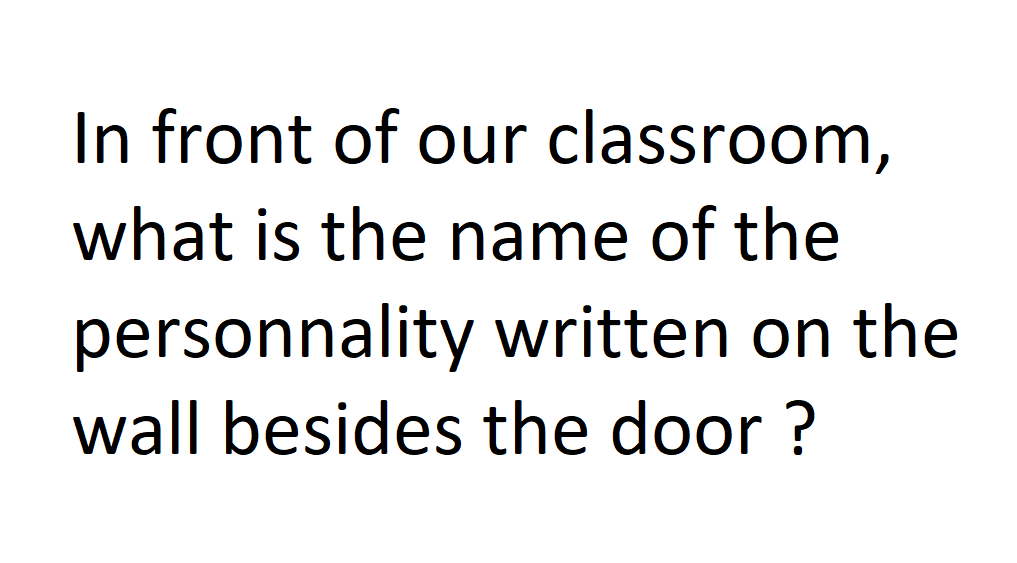 In front of our classroom,
what is the name of the
personnality written on the
wall besides the door ?